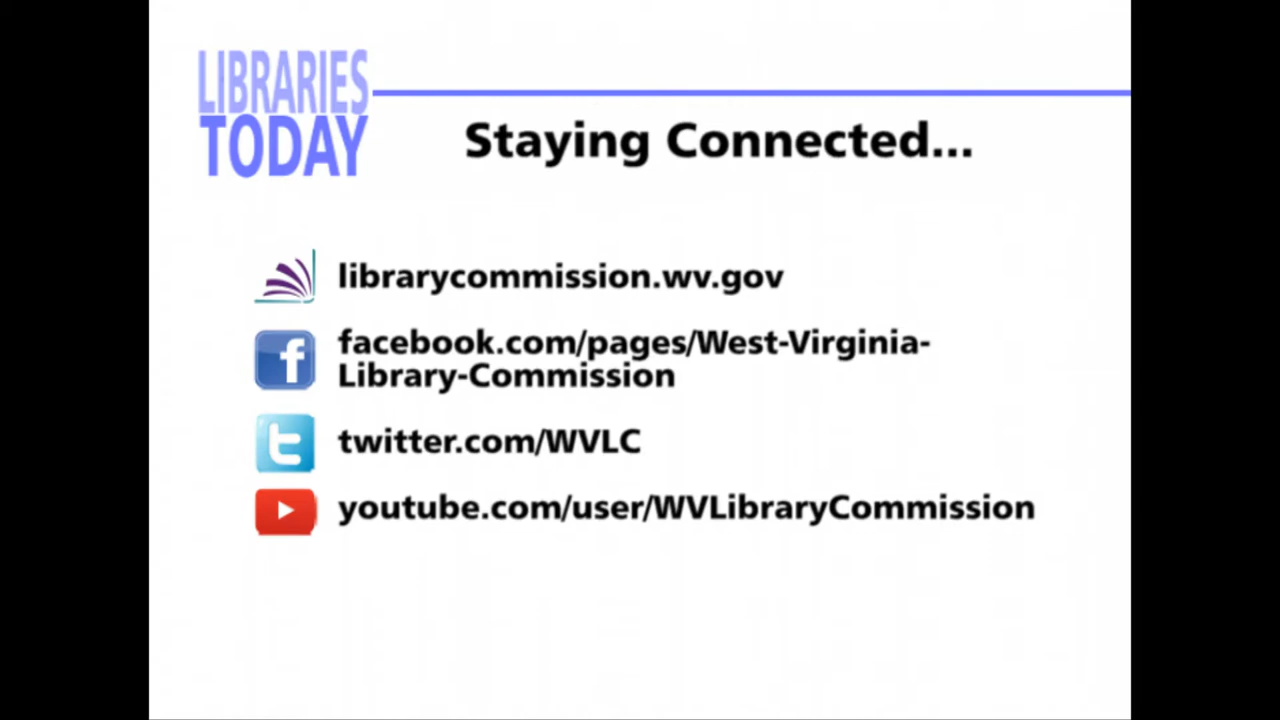 LIBRARIES
TODAY
Staying Connected...
librarycommission.wv.gov
facebook.com/pages/West-Virginia-
Library-Commission
twitter.com/WVLC
youtube.com/user/WVLibraryCommission